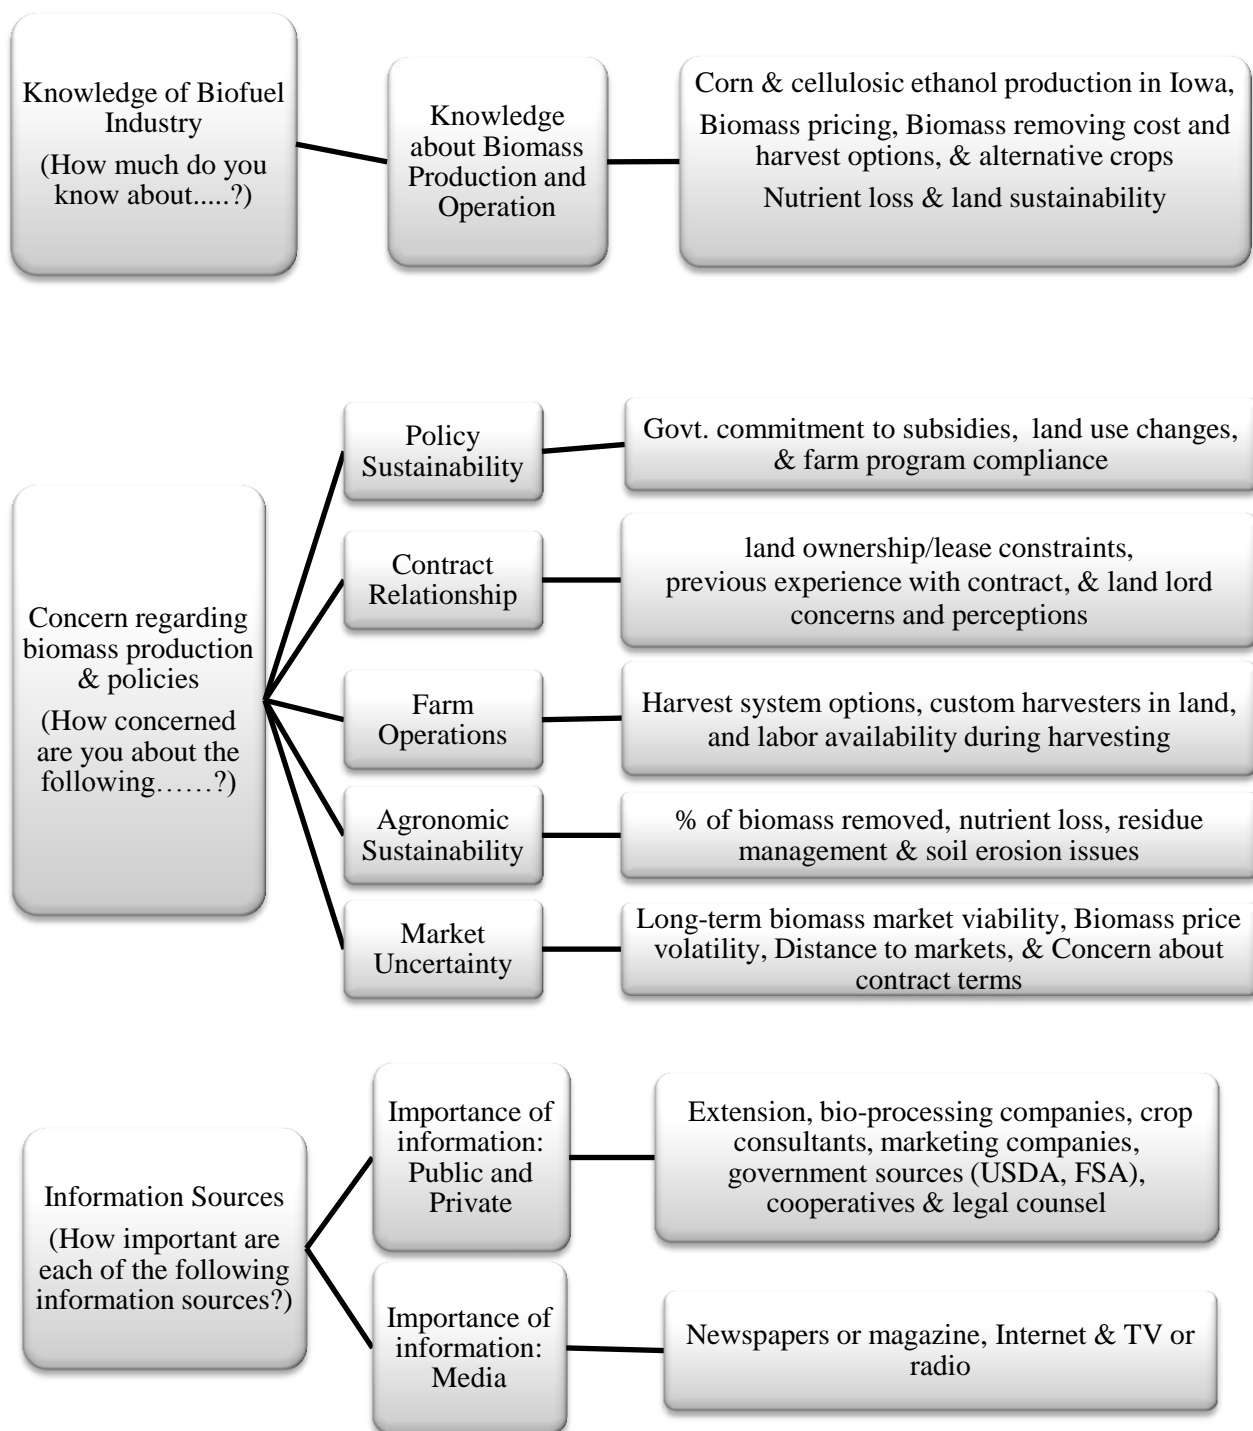 Knowledge of Biofuel
Industry
(How much do you
know about.....?)
Knowledge
about Biomass
Production and
Operation
Corn & cellulosic ethanol production in Iowa,
Biomass pricing, Biomass removing cost and
harvest options, & alternative crops
Nutrient loss & land sustainability
Concern regarding
biomass production
& policies
(How concerned
are you about the
following……?)
Policy
Sustainability
Govt. commitment to subsidies,  land use changes,
& farm program compliance
Contract
Relationship
land ownership/lease constraints,
previous experience with contract, & land lord
concerns and perceptions
Farm
Operations
Harvest system options, custom harvesters in land,
and labor availability during harvesting
Agronomic
Sustainability
% of biomass removed, nutrient loss, residue
management & soil erosion issues
Market
Uncertainty
Long-term biomass market viability, Biomass price
volatility, Distance to markets, & Concern about
contract terms
Information Sources
(How important are
each of the following
information sources?)
Importance of
information:
Public and
Private
Extension, bio-processing companies, crop
consultants, marketing companies,
government sources (USDA, FSA),
cooperatives & legal counsel
Importance of
information:
Media
Newspapers or magazine, Internet & TV or
radio